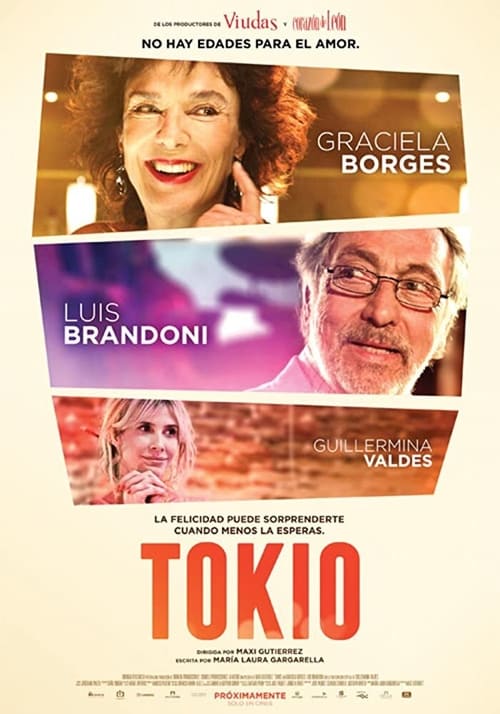 DE LOS PRODUCTORES DE Viudas Y corazón de león
NO HAY EDADES PARA EL AMOR.
GRACIELA
BORGES
LUIS
BRANDONI
GUILLERMINA
VALDES
LA FELICIDAD PUEDE SORPRENDERTE
CUANDO MENOS LA ESPERAS.
TOKIO
DIRIGIDA POR MAXI GUTIERREZ
ESCRITA POR MARÍA LAURA GARGARELLA
PRÓXIMAMENTE
SOLO EN CINES